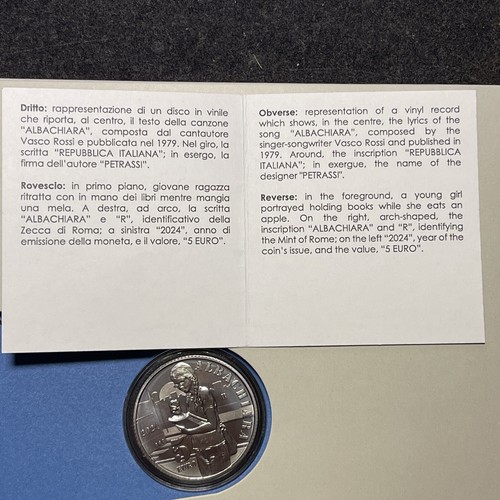 Dritto: rappresentazione di un disco in vinile
che riporta, al centro, il testo della canzone
“ALBACHIARA”, composta dal cantautore
Vasco Rossi e pubblicata nel 1979. Nel giro, la
scritta “REPUBBLICA ITALIANA”; in esergo, la
firma dell’autore “PETRASSI”.
Rovescio: in primo piano, giovane ragazza
ritratta con in mano dei libri mentre mangia
una mela. A destra, ad arco, la scritta
“ALBACHIARA” e “R”, identificativo della
Zecca di Roma; a sinistra “2024”, anno di
emissione della moneta, e il valore, “5 EURO”.
Obverse: representation of a vinyl record
which shows, in the centre, the lyrics of the
song “ALBACHIARA”, composed by the
singer-songwriter Vasco Rossi and published in
1979. Around, the inscription “REPUBBLICA
ITALIANA”; in exergue, the name of the
designer "PETRASSI".
Reverse: in the foreground, a young girl
portrayed holding books while she eats an
apple. On the right, arch-shaped, the
inscription “ALBACHIARA” and “R”, identifying
the Mint of Rome; on the left “2024”, year of the
coin’s issue, and the value, “5 EURO”.
ALBACHIARA
R
2024